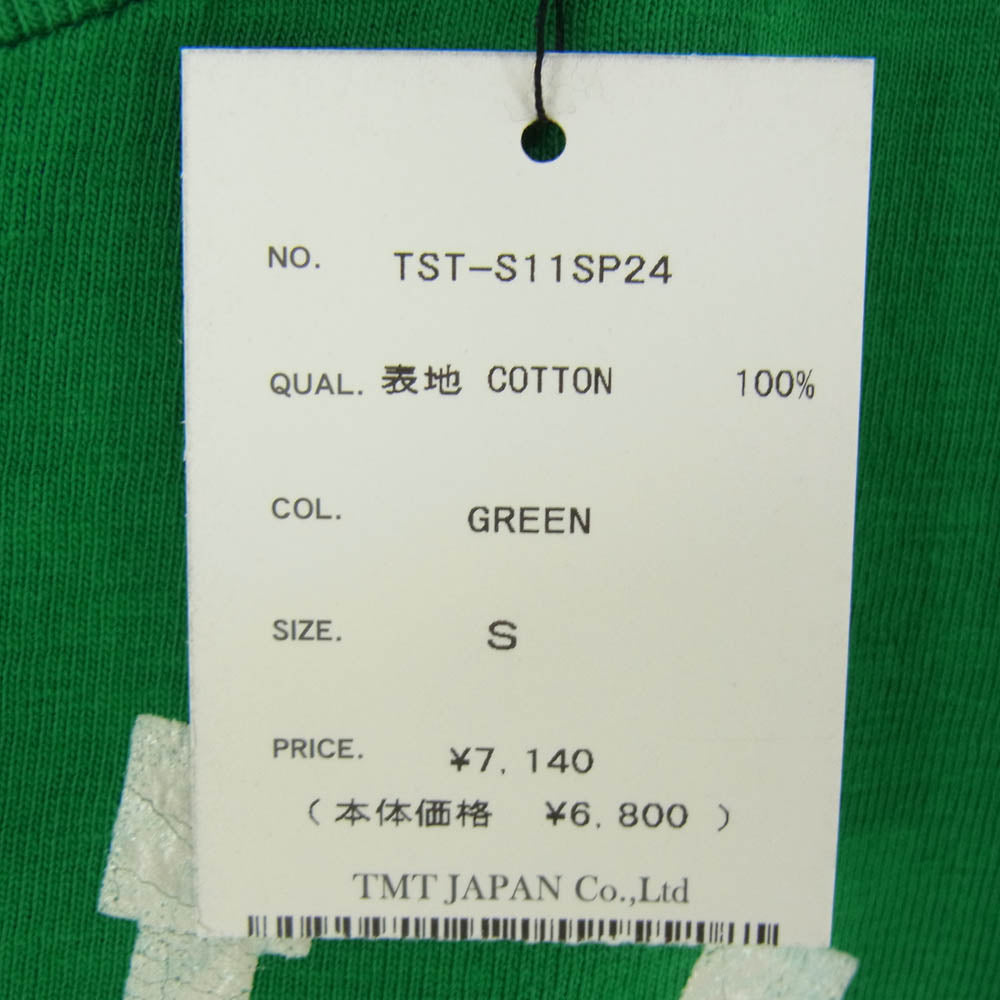 NO. TST-S11SP24
QUAL. 表地 COTTON 100%
COL. GREEN
SIZE. S
PRICE. ¥7,140
(本体価格 ¥6,800)
TMT JAPAN Co.,Ltd